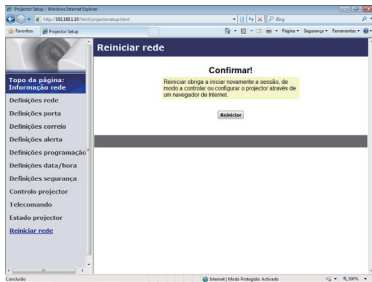 Projector Setup - Windows Internet Explorer
http://192.168.1.10/html/projectorsetup.html
Bing
Favoritos
Projector Setup
Página
Segurança
Ferramentas
Topo da página:
Informação rede
Definições rede
Definições porta
Definições correio
Definições alerta
Definições programação
Definições data/hora
Definições segurança
Controlo projector
Telecomando
Estado projector
Reiniciar rede
Reiniciar rede
Confirmar!
Reiniciar obriga a iniciar novamente a sessão, de
modo a controlar ou configurar o projector através de
um navegador de Internet.
Reiniciar
Concluído
Internet | Modo Protegido: Activado
100%